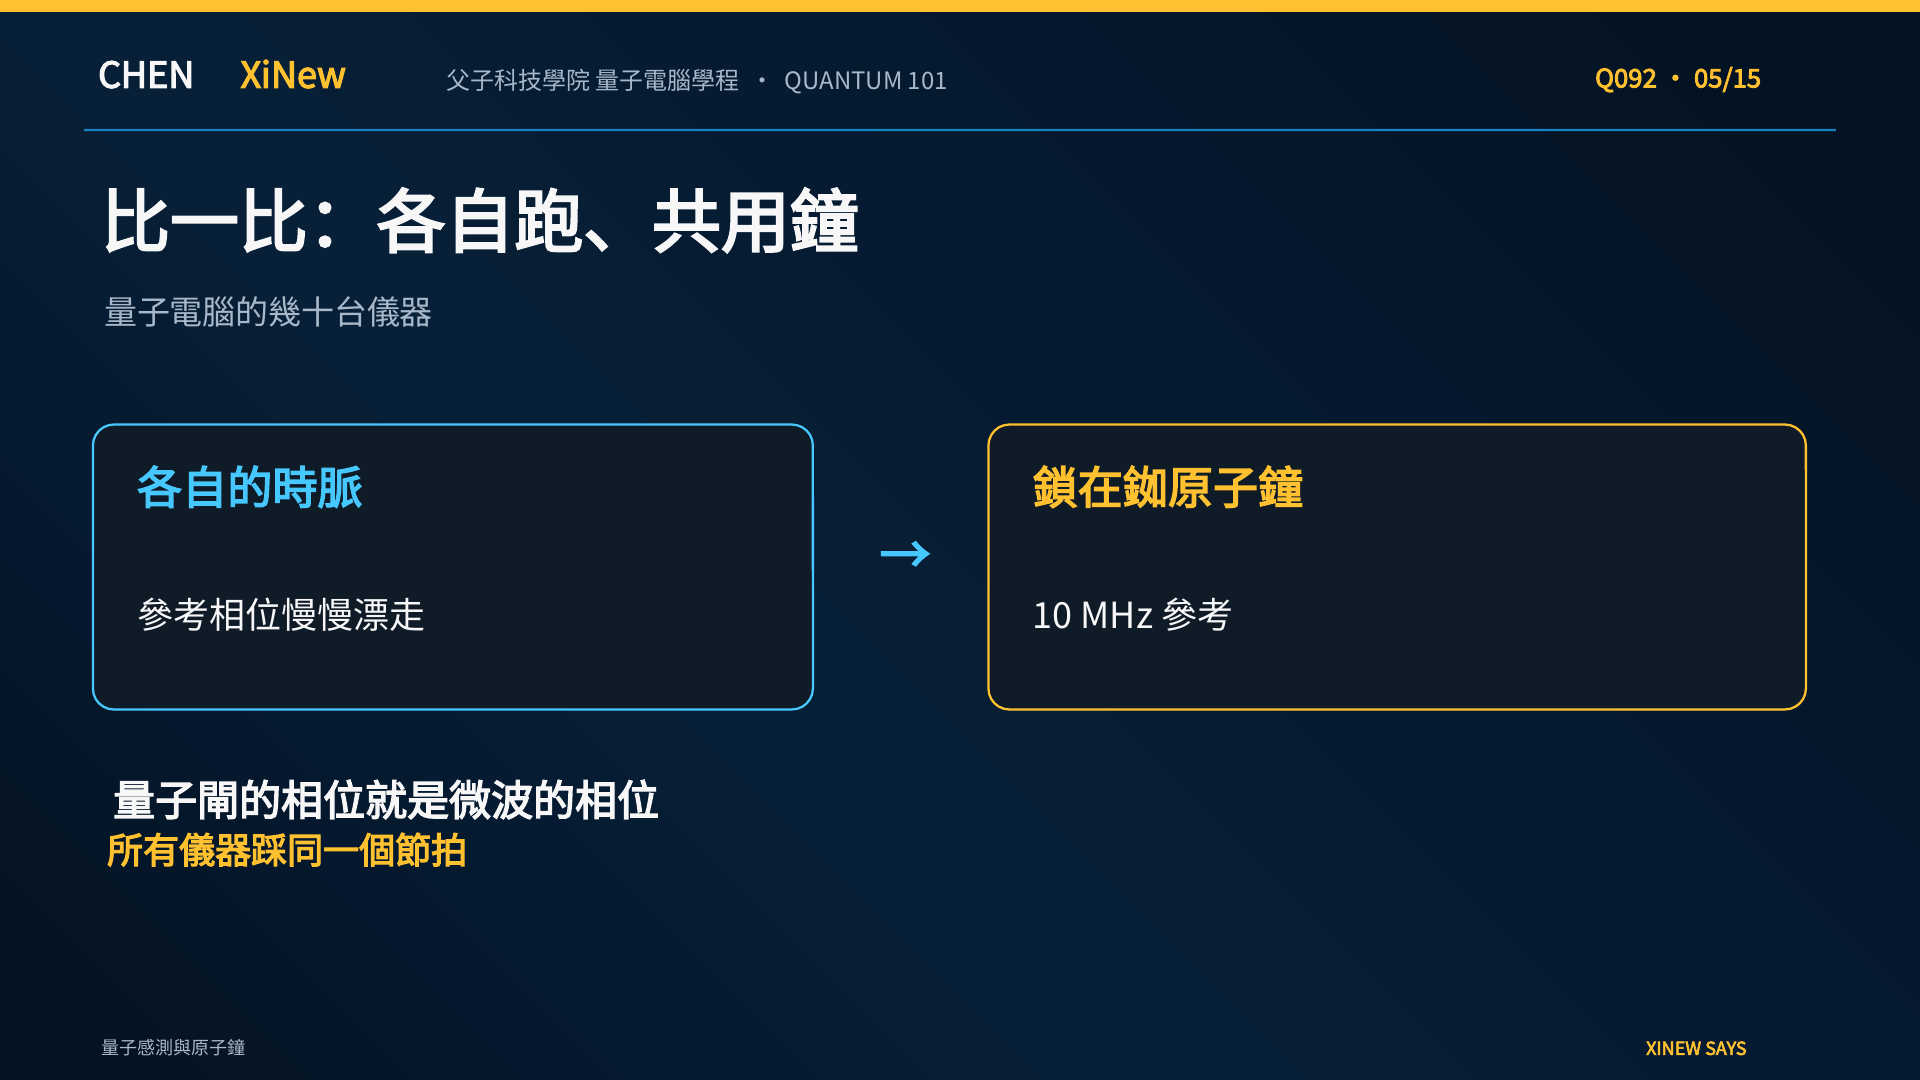 CHEN XiNew 父子科技學院 量子電腦學程 · QUANTUM 101 Q092 · 05/15
比一比：各自跑、共用鐘
量子電腦的幾十台儀器
各自的時脈
參考相位慢慢漂走
→
鎖在銣原子鐘
10 MHz 參考
量子閘的相位就是微波的相位
所有儀器踩同一個節拍
量子感測與原子鐘
XINEW SAYS